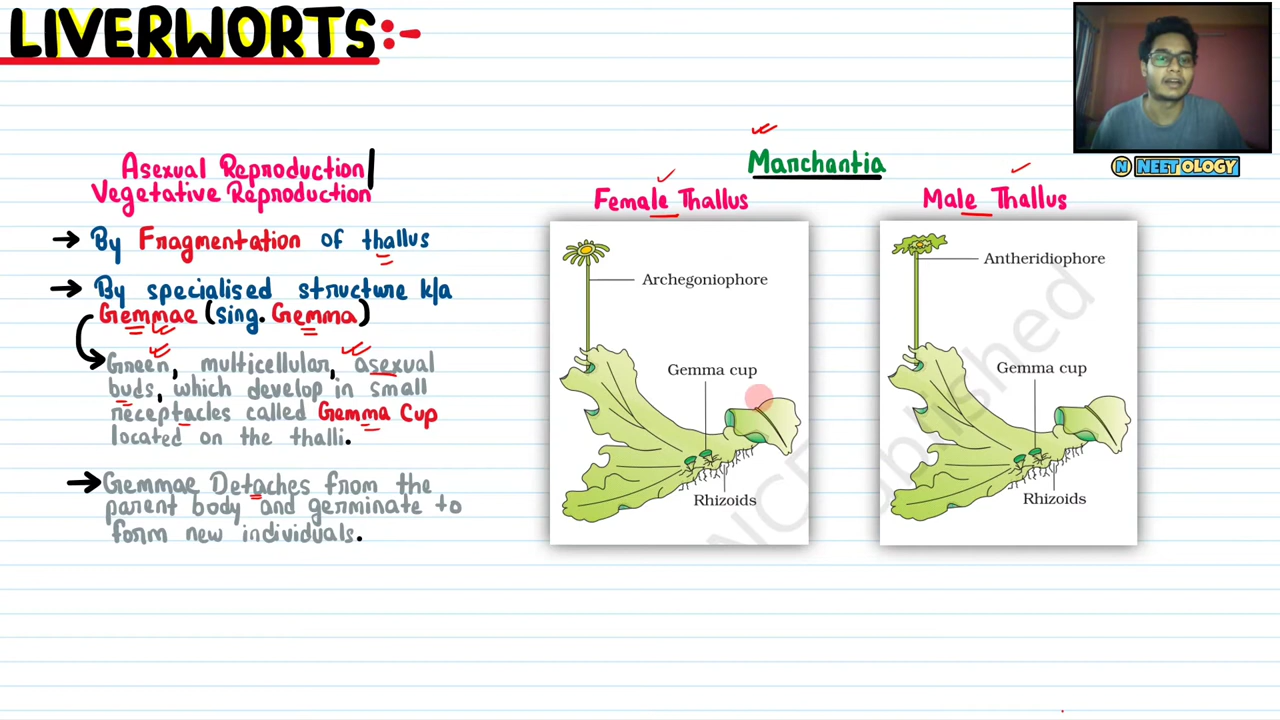 LIVERWORTS:-
Asexual Reproduction/
Vegetative Reproduction
→ By Fragmentation of thallus
→ By specialised structure k/a
Gemmae (sing. Gemma)
Green, multicellular, asexual
buds, which develop in small
receptacles called Gemma Cup
located on the thalli.
→ Gemmae Detaches from the
parent body and germinate to
form new individuals.
Marchantia
Female Thallus
Archegoniophore
Gemma cup
Rhizoids
Male Thallus
Antheridiophore
Gemma cup
Rhizoids
N NEETOLOGY